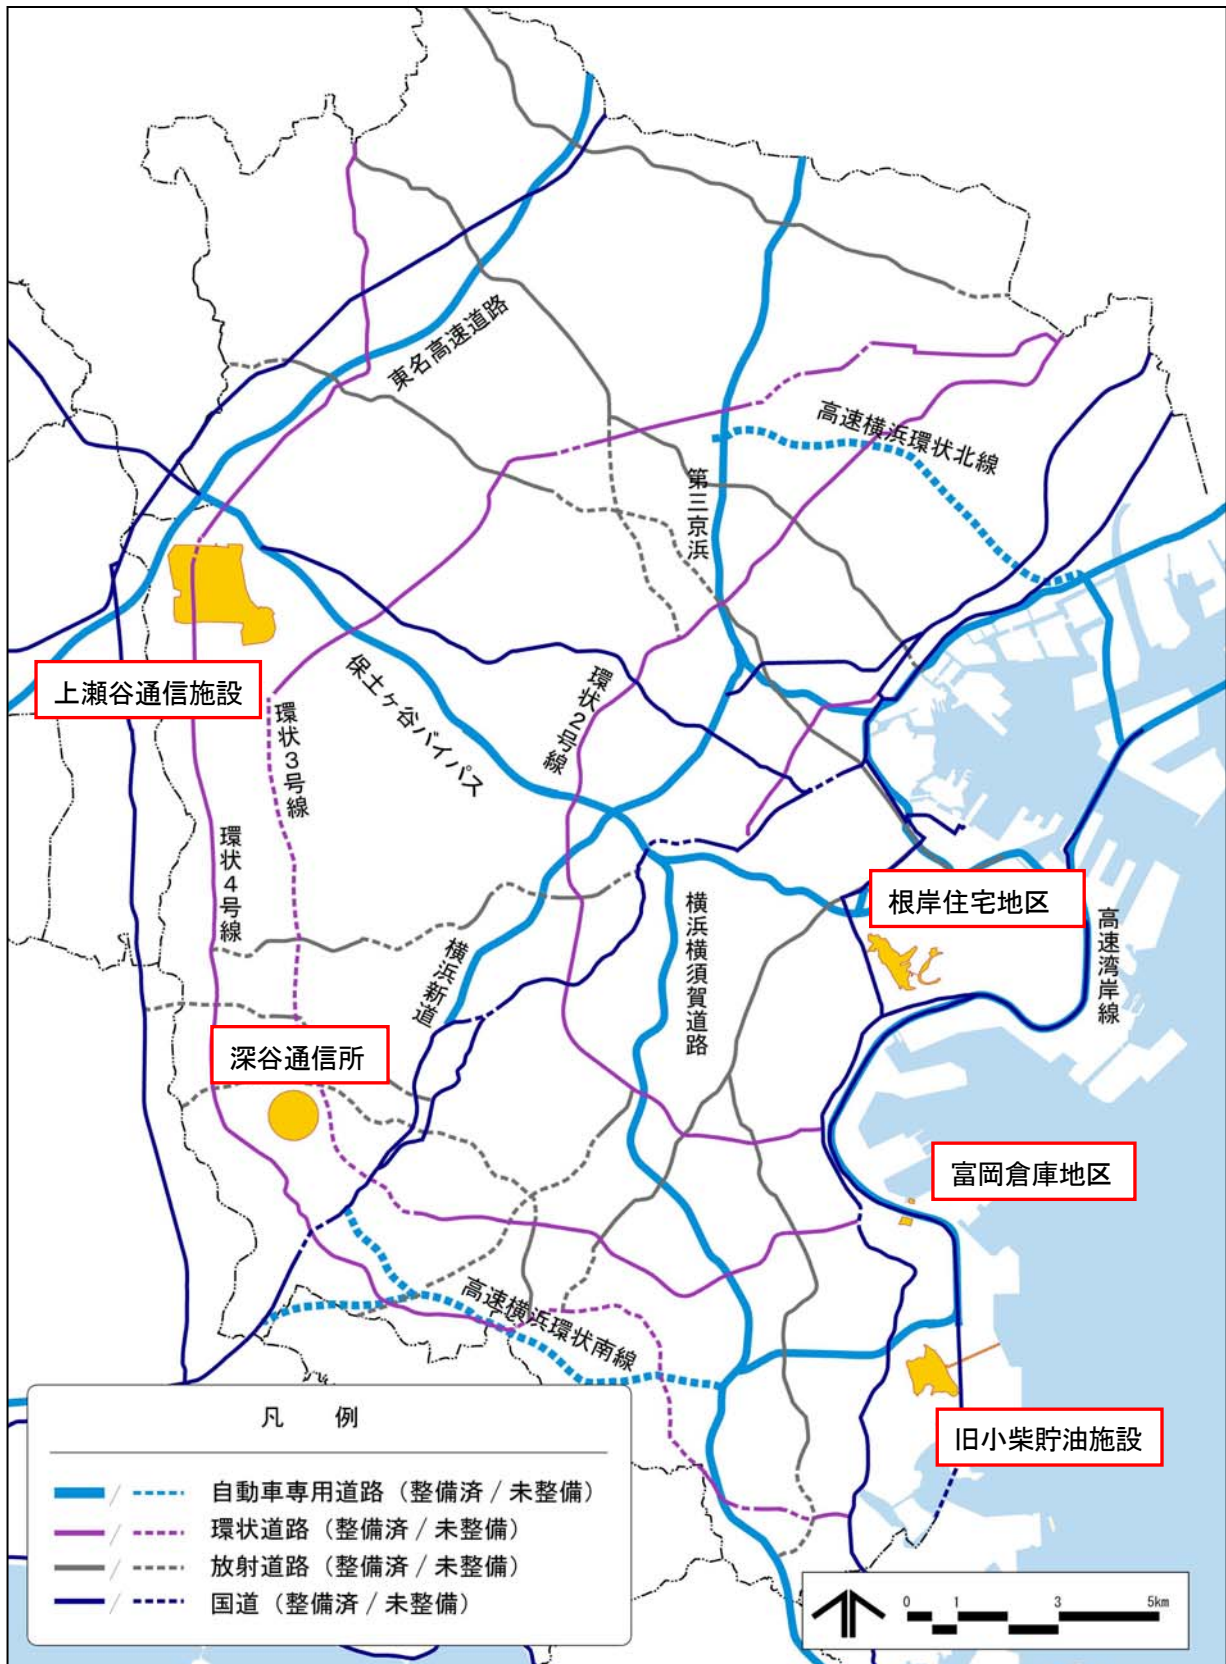 東名高速道路
高速横浜環状北線
第三京浜
上瀬谷通信施設
保土ヶ谷バイパス
環状2号線
環状3号線
環状4号線
根岸住宅地区
横浜横須賀道路
高速湾岸線
横浜新道
深谷通信所
富岡倉庫地区
高速横浜環状南線
旧小柴貯油施設
凡 例
/ 自動車専用道路（整備済 / 未整備）
/ 環状道路（整備済 / 未整備）
/ 放射道路（整備済 / 未整備）
/ 国道（整備済 / 未整備）
0 1 3 5km